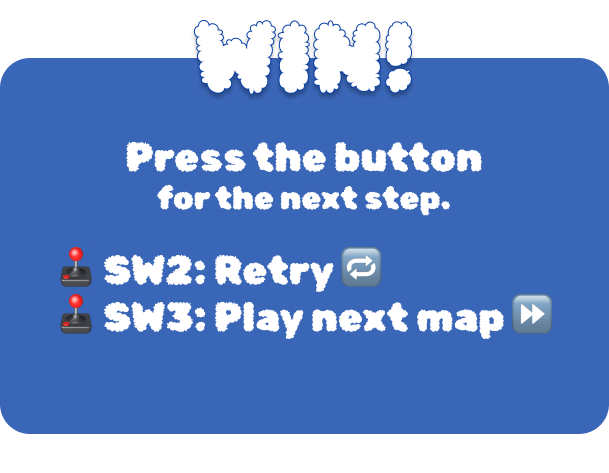 WIN!
Press the button
for the next step.
🕹️ SW2: Retry 🔁
🕹️ SW3: Play next map ⏩